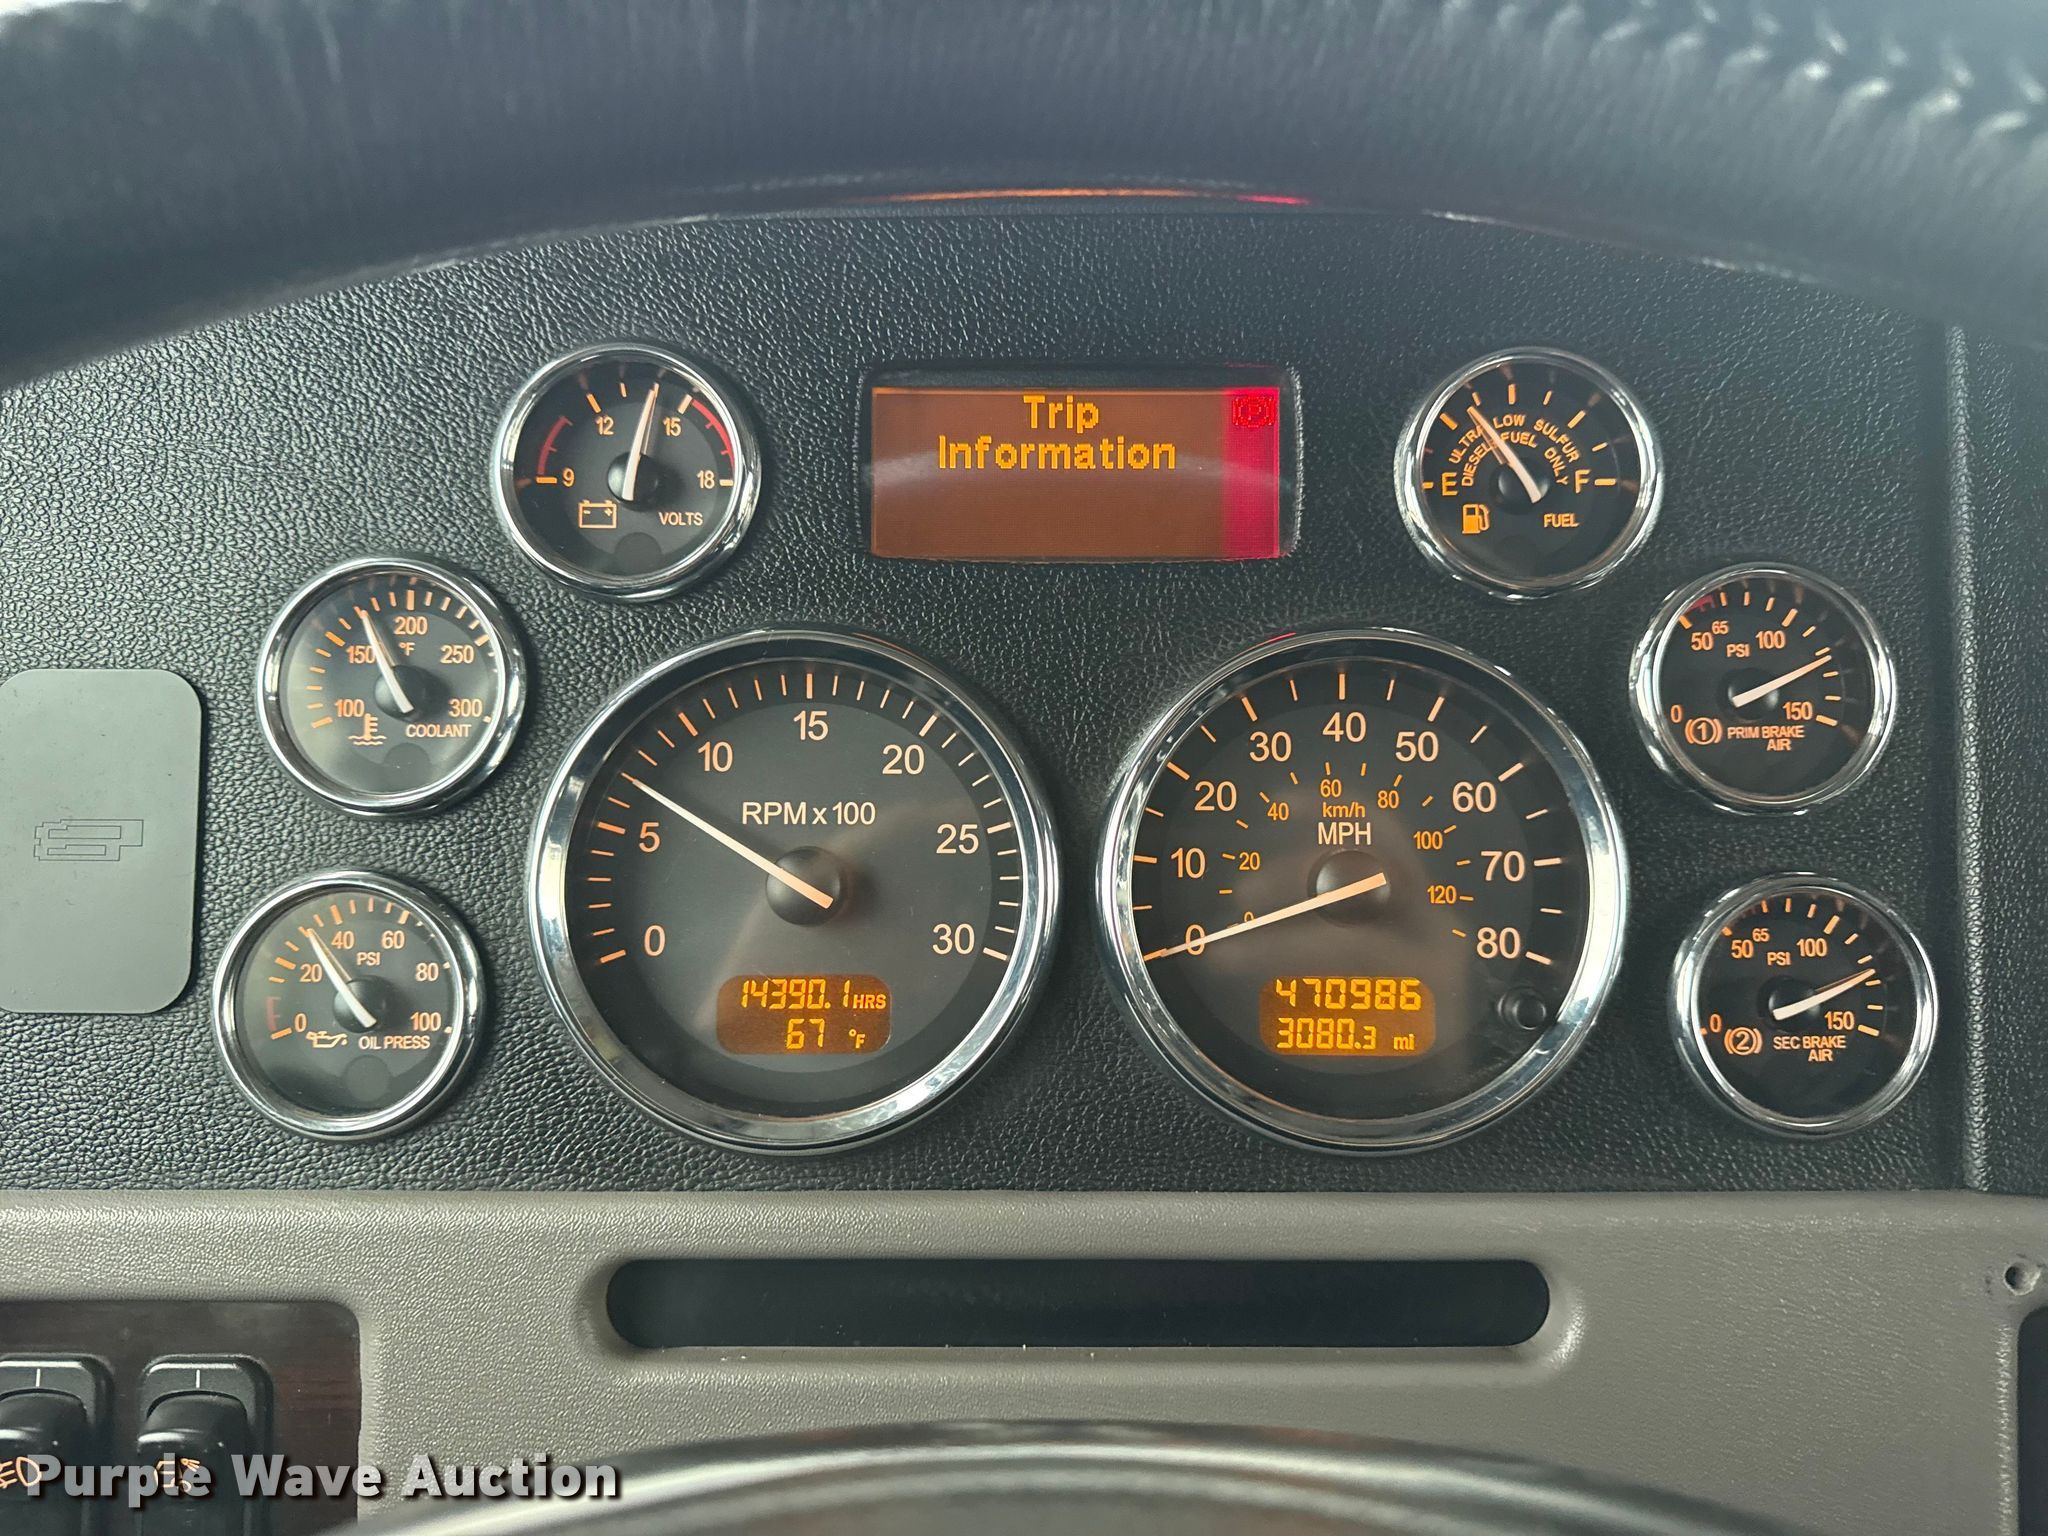 Trip
Information
12 15
9 18
VOLTS
ULTRA LOW SULFUR
DIESEL FUEL ONLY
E F
FUEL
200
150 °F 250
100 300
COOLANT
50 65 100
PSI
0 150
(1) PRIM BRAKE
AIR
15
10 20
RPM x 100
5 25
0 30
14390.1 HRS
67 °F
40
30 50
20 60
60
40 80
km/h
MPH
100
10 20 70
120
0 0 80
470986
3080.3 mi
40 60
PSI
20 80
0 100
OIL PRESS
50 65 100
PSI
0 150
(2) SEC BRAKE
AIR
Purple Wave Auction